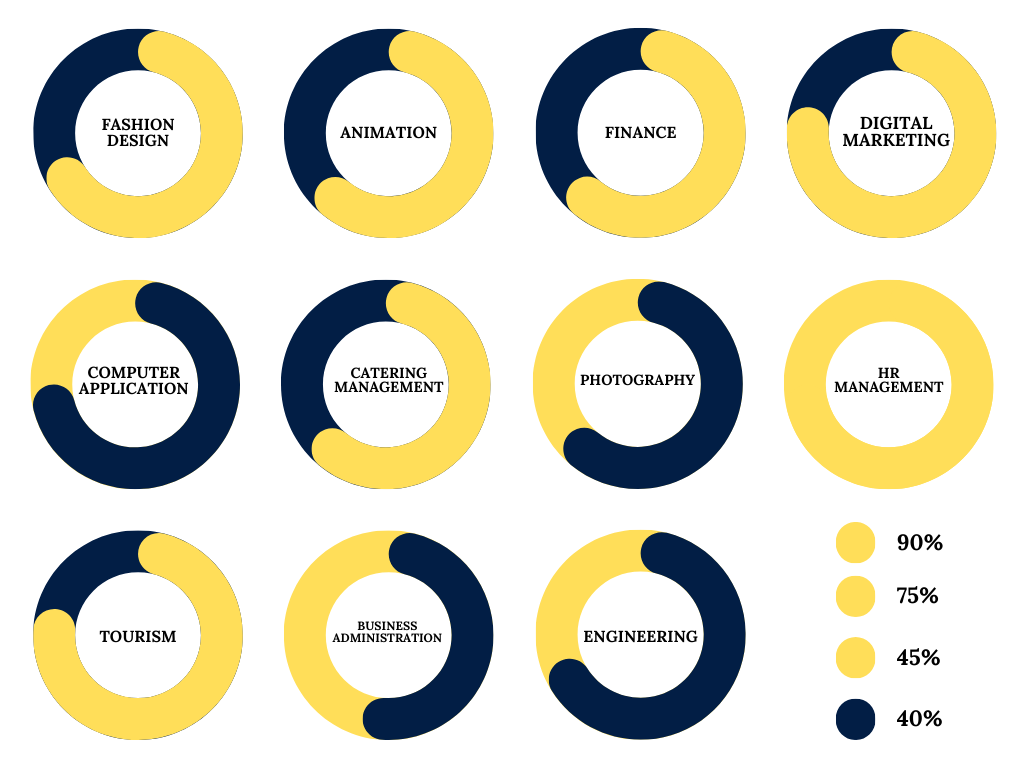 FASHION
DESIGN
ANIMATION
FINANCE
DIGITAL
MARKETING
COMPUTER
APPLICATION
CATERING
MANAGEMENT
PHOTOGRAPHY
HR
MANAGEMENT
TOURISM
BUSINESS
ADMINISTRATION
ENGINEERING
90%
75%
45%
40%